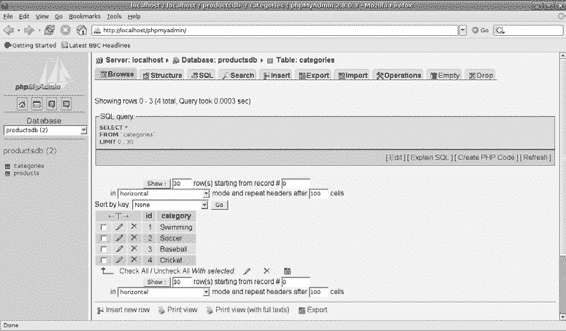 localhost / localhost / productsdb / categories | phpMyAdmin 2.8.0.3 - Mozilla Firefox
File Edit View Go Bookmarks Tools Help
http://localhost/phpmyadmin/
Go
Getting Started Latest BBC Headlines
phpMyAdmin
Database
productsdb (2)
productsdb (2)
categories
products
Server: localhost Database: productsdb Table: categories
Browse Structure SQL Search Insert Export Import Operations Empty Drop
Showing rows 0 - 3 (4 total, Query took 0.0003 sec)
SQL query
SELECT *
FROM `categories`
LIMIT 0 , 30
[ Edit ] [ Explain SQL ] [ Create PHP Code ] [ Refresh ]
Show : 30 row(s) starting from record # 0
in horizontal mode and repeat headers after 100 cells
Sort by key: None Go
←T→ id category
1 Swimming
2 Soccer
3 Baseball
4 Cricket
Check All / Uncheck All With selected:
Show : 30 row(s) starting from record # 0
in horizontal mode and repeat headers after 100 cells
Insert new row Print view Print view (with full texts) Export
Done